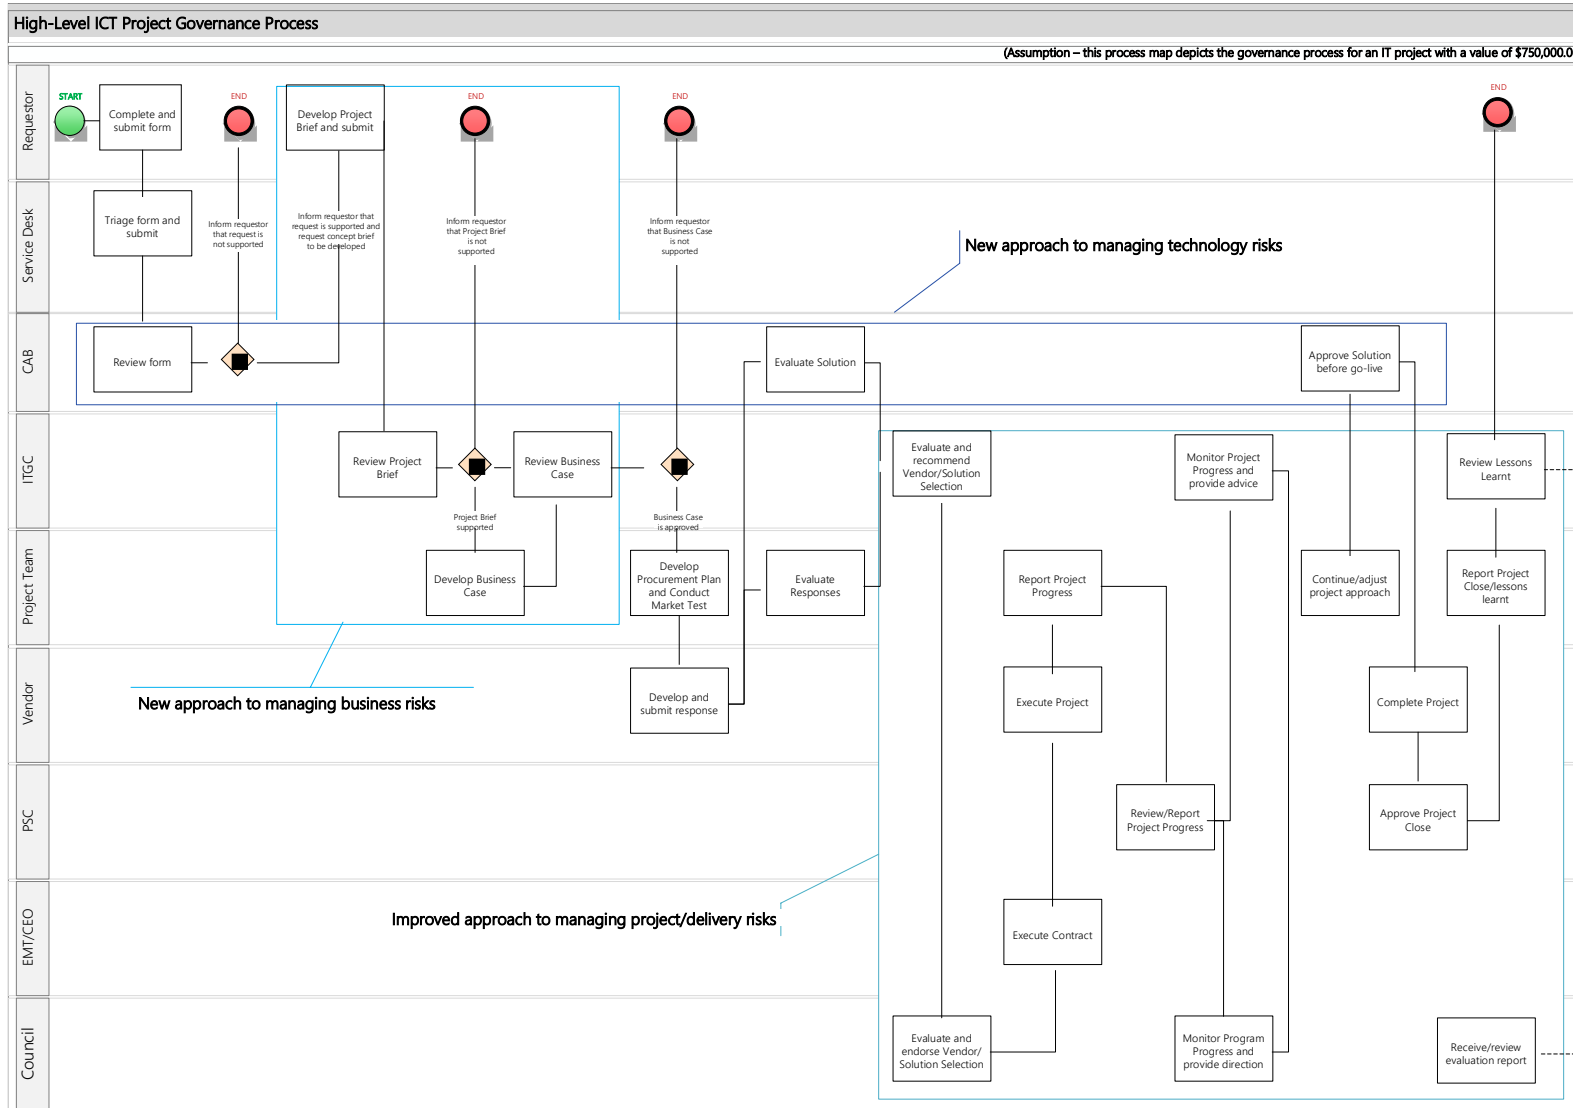 High-Level ICT Project Governance Process
(Assumption – this process map depicts the governance process for an IT project with a value of $750,000.0
Requestor
START
Complete and
submit form
END
Develop Project
Brief and submit
END
END
END
Service Desk
Triage form and
submit
Inform requestor
that request is
not supported
Inform requestor that
request is supported and
request concept brief
to be developed
Inform requestor
that Project Brief
is not
supported
Inform requestor
that Business Case
is not
supported
New approach to managing technology risks
CAB
Review form
Evaluate Solution
Approve Solution
before go-live
ITGC
Review Project
Brief
Review Business
Case
Evaluate and
recommend
Vendor/Solution
Selection
Monitor Project
Progress and
provide advice
Review Lessons
Learnt
Project Brief
supported
Business Case
is approved
Project Team
Develop Business
Case
Develop
Procurement Plan
and Conduct
Market Test
Evaluate
Responses
Report Project
Progress
Continue/adjust
project approach
Report Project
Close/lessons
learnt
Vendor
New approach to managing business risks
Develop and
submit response
Execute Project
Complete Project
PSC
Review/Report
Project Progress
Approve Project
Close
EMT/CEO
Improved approach to managing project/delivery risks
Execute Contract
Council
Evaluate and
endorse Vendor/
Solution Selection
Monitor Program
Progress and
provide direction
Receive/review
evaluation report